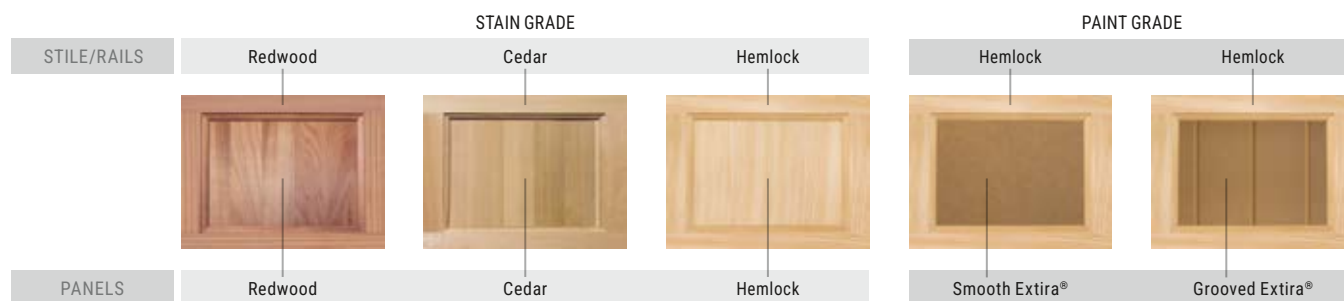 STAIN GRADE PAINT GRADE
STILE/RAILS Redwood Cedar Hemlock Hemlock Hemlock
PANELS Redwood Cedar Hemlock Smooth Extira® Grooved Extira®